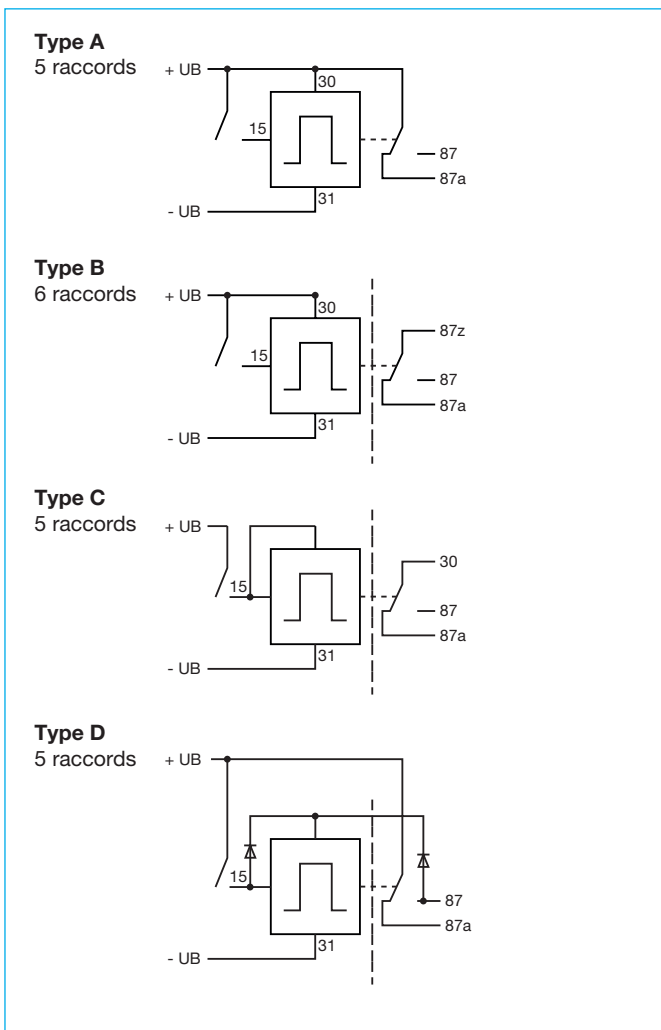 Type A
5 raccords
+ UB
30
15
87
87a
31
- UB
Type B
6 raccords
+ UB
30
87z
15
87
87a
31
- UB
Type C
5 raccords
+ UB
30
15
87
87a
31
- UB
Type D
5 raccords
+ UB
15
87
87a
31
- UB